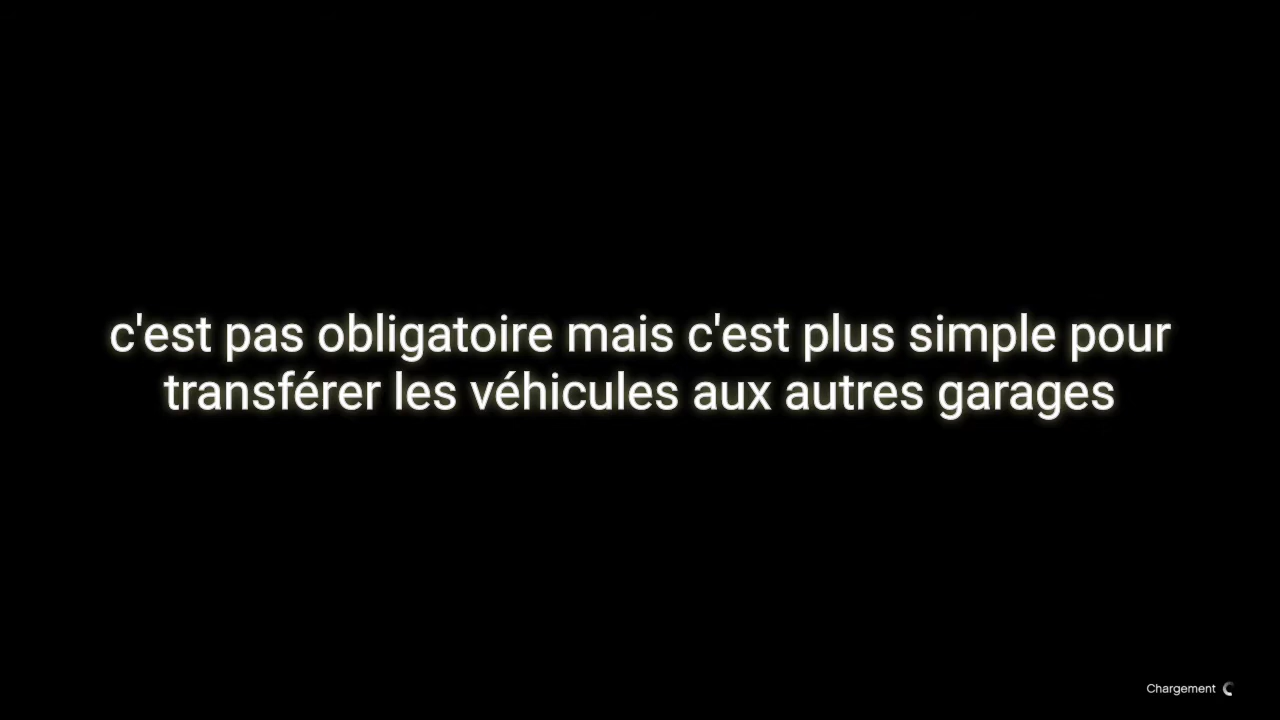 c'est pas obligatoire mais c'est plus simple pour
transférer les véhicules aux autres garages
Chargement